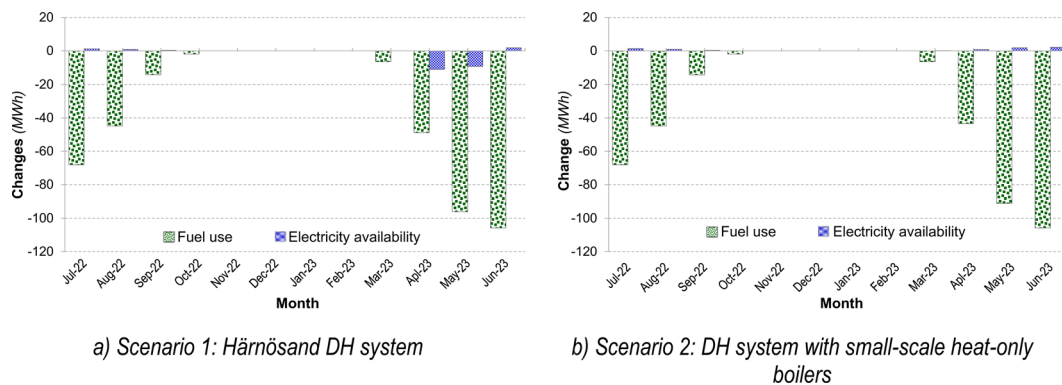 20
0
-20
-40
-60
-80
-100
-120
Changes (MWh)
Fuel use
Electricity availability
Jul-22
Aug-22
Sep-22
Oct-22
Nov-22
Dec-22
Jan-23
Feb-23
Mar-23
Apl-23
May-23
Jun-23
Month
a) Scenario 1: Härnösand DH system
20
0
-20
-40
-60
-80
-100
-120
Change (MWh)
Fuel use
Electricity availability
Jul-22
Aug-22
Sep-22
Oct-22
Nov-22
Dec-22
Jan-23
Feb-23
Mar-23
Apl-23
May-23
Jun-23
Month
b) Scenario 2: DH system with small-scale heat-only
boilers